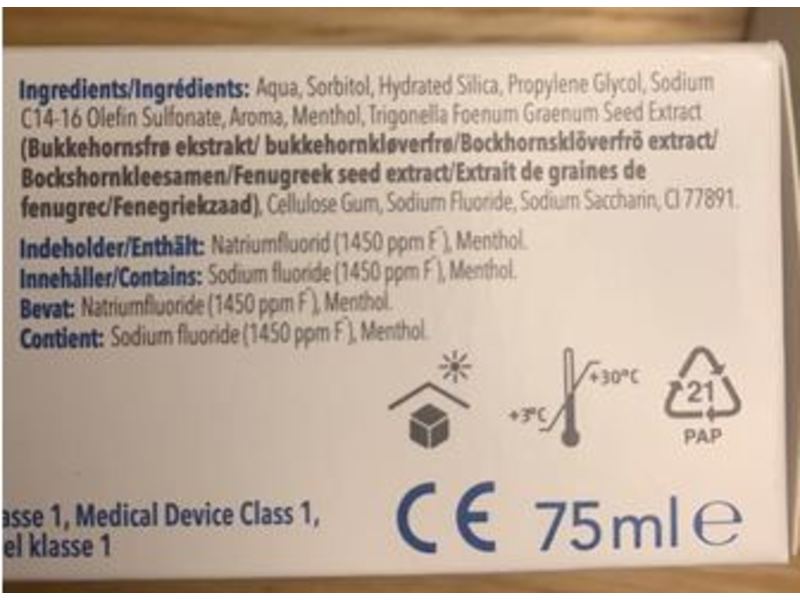 Ingredients/Ingrédients: Aqua, Sorbitol, Hydrated Silica, Propylene Glycol, Sodium
C14-16 Olefin Sulfonate, Aroma, Menthol, Trigonella Foenum Graenum Seed Extract
(Bukkehornsfrø ekstrakt/ bukkehornkløverfrø/Bockhornsklöverfrö extract/
Bockshornkleesamen/Fenugreek seed extract/Extrait de graines de
fenugrec/Fenegriekzaad), Cellulose Gum, Sodium Fluoride, Sodium Saccharin, CI 77891.
Indeholder/Enthält: Natriumfluorid (1450 ppm F⁻), Menthol.
Innehåller/Contains: Sodium fluoride (1450 ppm F⁻), Menthol.
Bevat: Natriumfluoride (1450 ppm F⁻), Menthol.
Contient: Sodium fluoride (1450 ppm F⁻), Menthol.
+3°C
+30°C
21
PAP
asse 1, Medical Device Class 1,
el klasse 1
CE 75ml e